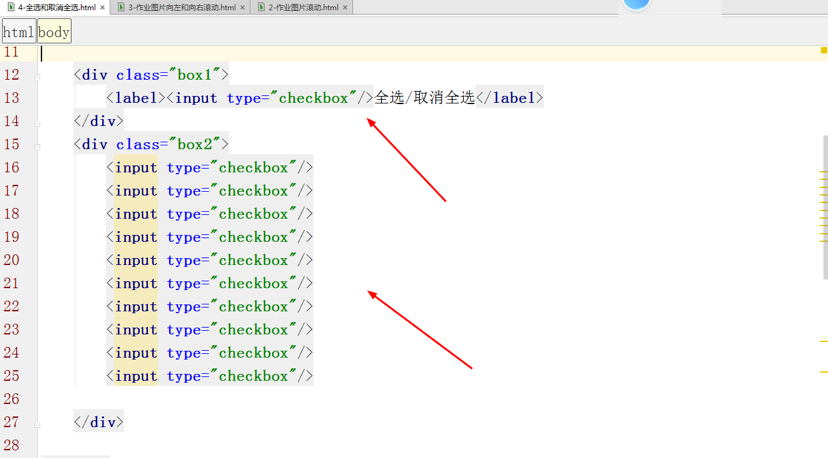 4-全选和取消全选.html × 3-作业图片向左和向右滚动.html × 2-作业图片滚动.html ×
html body
11
12 <div class="box1">
13 <label><input type="checkbox"/>全选/取消全选</label>
14 </div>
15 <div class="box2">
16 <input type="checkbox"/>
17 <input type="checkbox"/>
18 <input type="checkbox"/>
19 <input type="checkbox"/>
20 <input type="checkbox"/>
21 <input type="checkbox"/>
22 <input type="checkbox"/>
23 <input type="checkbox"/>
24 <input type="checkbox"/>
25 <input type="checkbox"/>
26
27 </div>
28